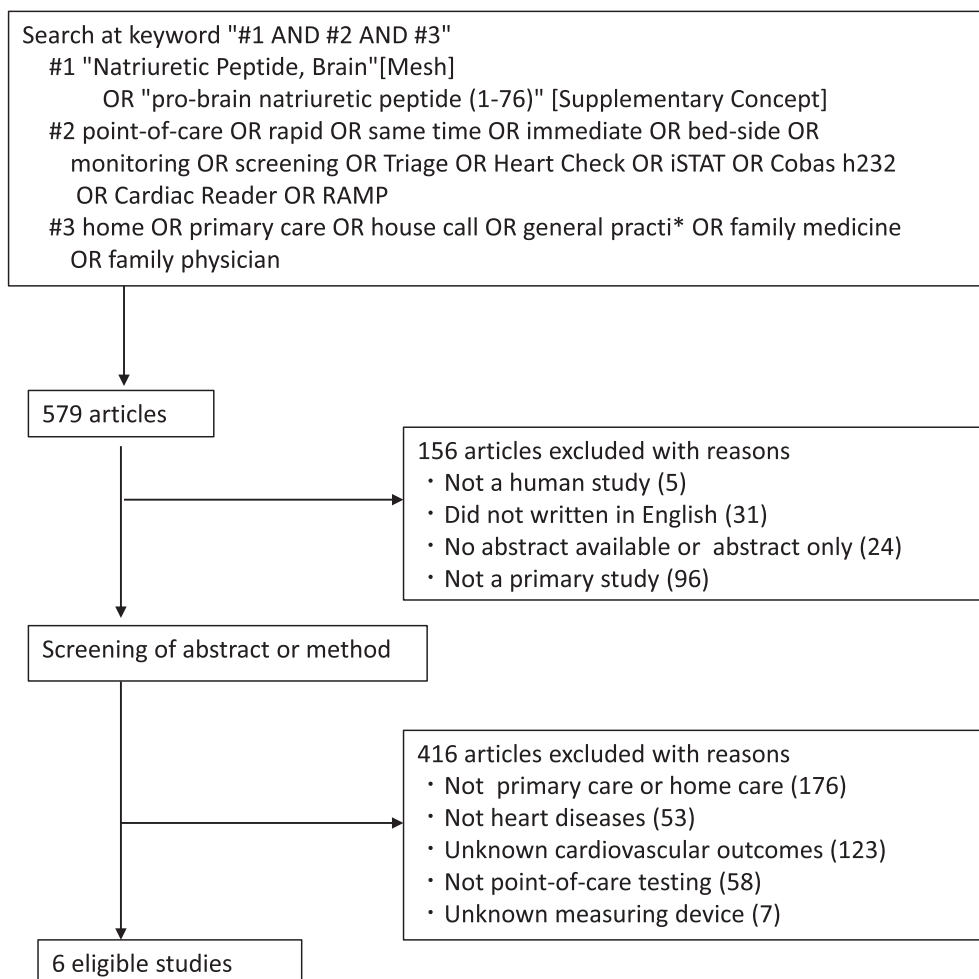 Search at keyword "#1 AND #2 AND #3"
#1 "Natriuretic Peptide, Brain"[Mesh]
OR "pro-brain natriuretic peptide (1-76)" [Supplementary Concept]
#2 point-of-care OR rapid OR same time OR immediate OR bed-side OR
monitoring OR screening OR Triage OR Heart Check OR iSTAT OR Cobas h232
OR Cardiac Reader OR RAMP
#3 home OR primary care OR house call OR general practi* OR family medicine
OR family physician
579 articles
156 articles excluded with reasons
・Not a human study (5)
・Did not written in English (31)
・No abstract available or abstract only (24)
・Not a primary study (96)
Screening of abstract or method
416 articles excluded with reasons
・Not primary care or home care (176)
・Not heart diseases (53)
・Unknown cardiovascular outcomes (123)
・Not point-of-care testing (58)
・Unknown measuring device (7)
6 eligible studies